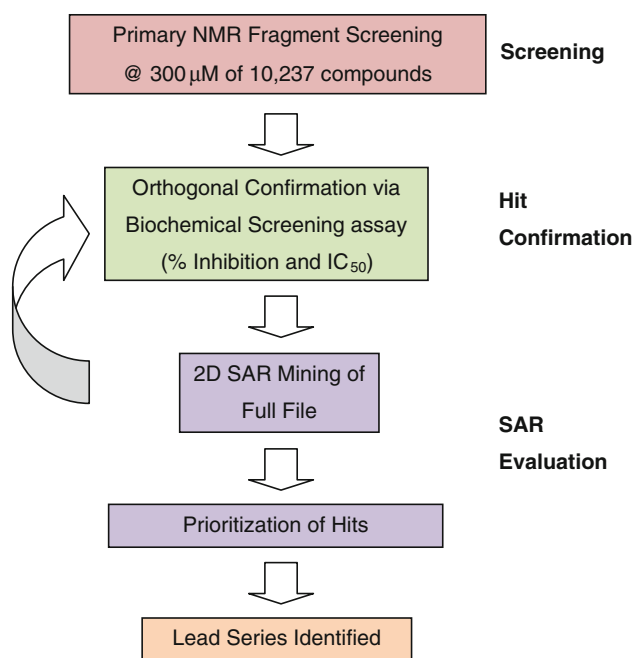 Primary NMR Fragment Screening
@ 300 µM of 10,237 compounds
Screening
Orthogonal Confirmation via
Biochemical Screening assay
(% Inhibition and IC50)
Hit
Confirmation
2D SAR Mining of
Full File
SAR
Evaluation
Prioritization of Hits
Lead Series Identified